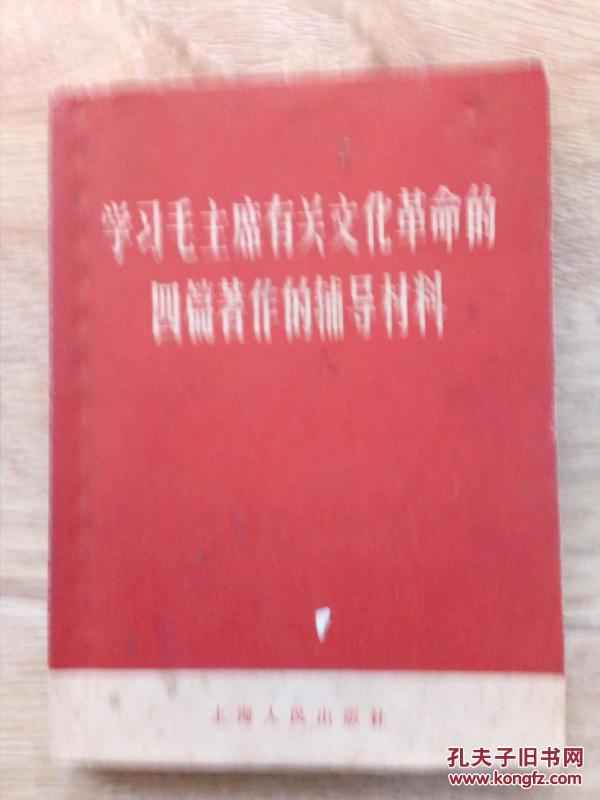 学习毛主席有关文化革命的
四篇著作的辅导材料
上海人民出版社
孔夫子旧书网
www.kongfz.com